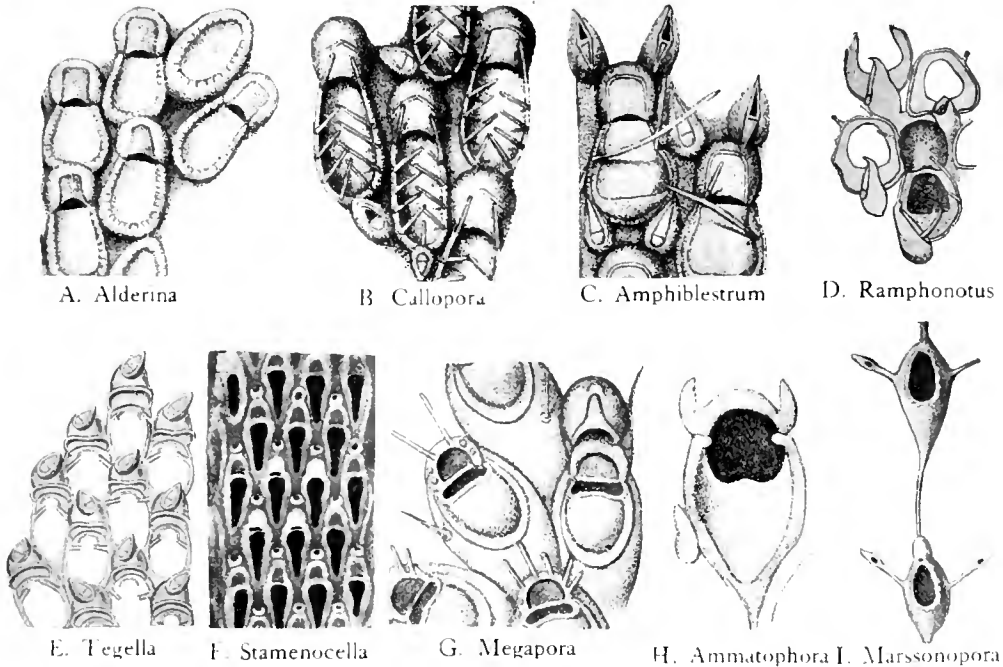 A. Alderina
B. Callopora
C. Amphiblestrum
D. Ramphonotus
E. Tegella
F. Stamenocella
G. Megapora
H. Ammatophora
I. Marssonopora